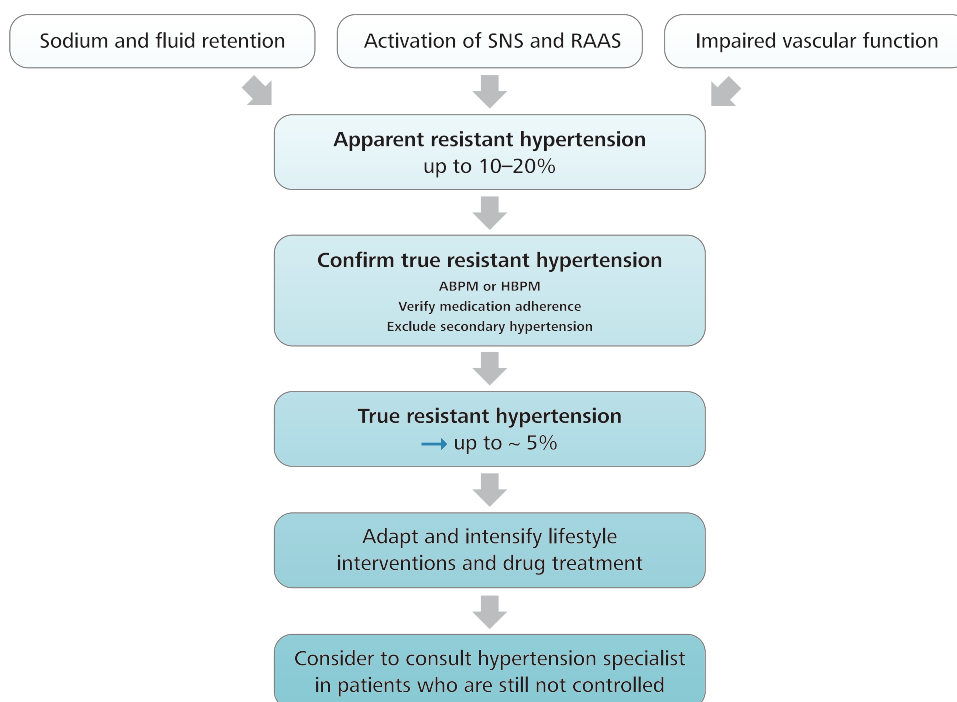 Sodium and fluid retention
Activation of SNS and RAAS
Impaired vascular function
Apparent resistant hypertension
up to 10–20%
Confirm true resistant hypertension
ABPM or HBPM
Verify medication adherence
Exclude secondary hypertension
True resistant hypertension
→ up to ~ 5%
Adapt and intensify lifestyle
interventions and drug treatment
Consider to consult hypertension specialist
in patients who are still not controlled